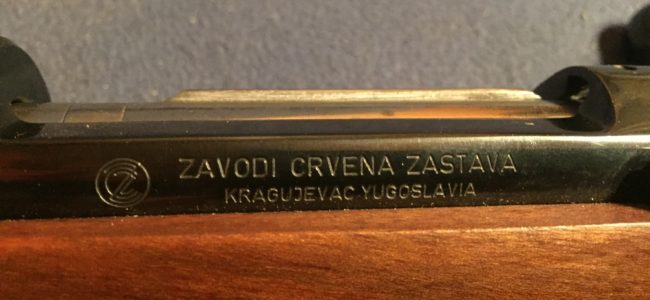 ZAVODI CRVENA ZASTAVA
KRAGUJEVAC YUGOSLAVIA